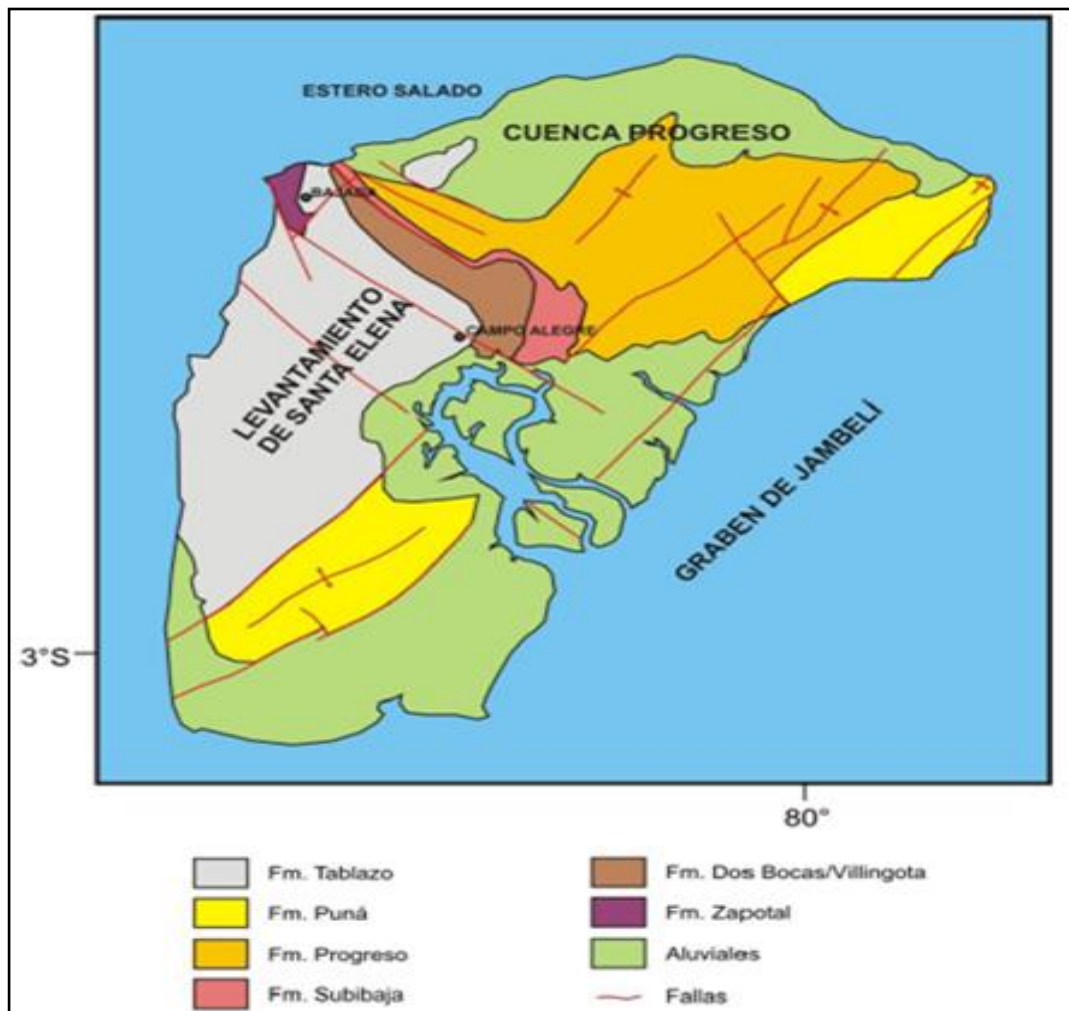 ESTERO SALADO
CUENCA PROGRESO
BAJADA
CAMPO ALEGRE
LEVANTAMIENTO
DE SANTA ELENA
GRABEN DE JAMBELÍ
3°S
80°
Fm. Tablazo
Fm. Puná
Fm. Progreso
Fm. Subibaja
Fm. Dos Bocas/Villingota
Fm. Zapotal
Aluviales
Fallas